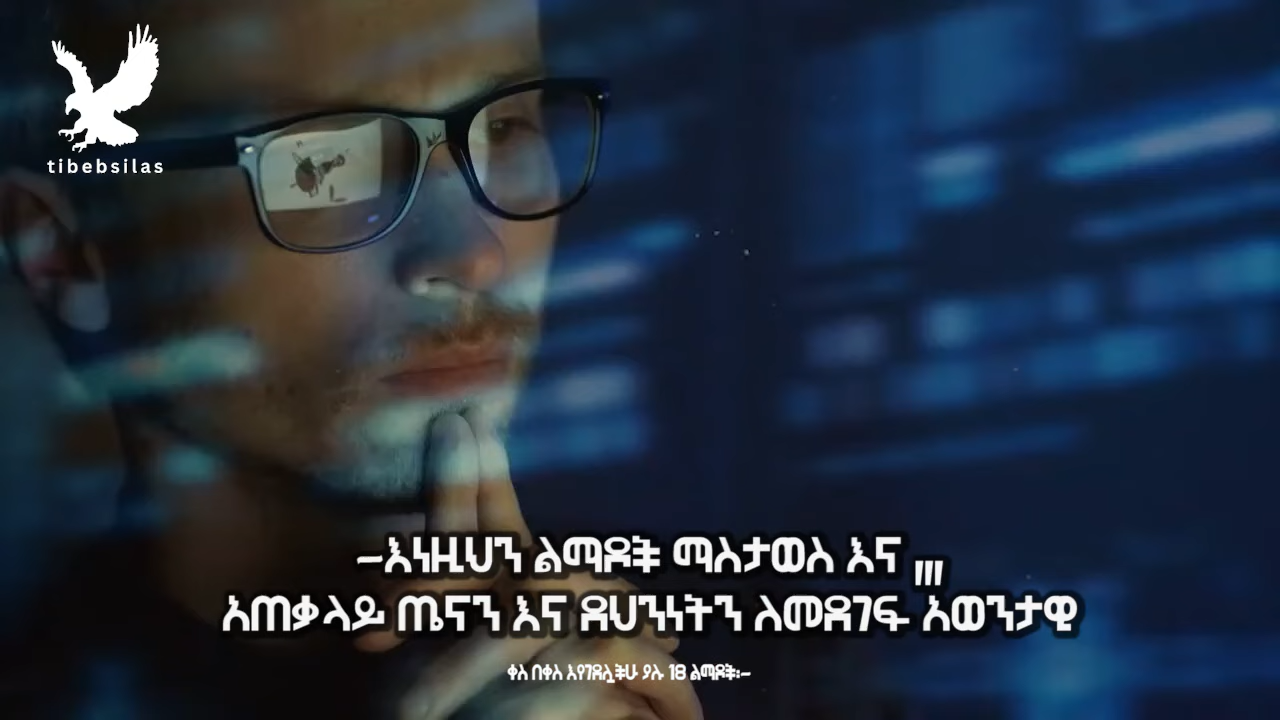 tibebsilas
-እነዚህን ልማዶች ማስታወስ እና ,,,
አጠቃላይ ጤናን እና ደህንነትን ለመደገፍ አወንታዊ
ቀስ በቀስ እየገደሏችሁ ያሉ 18 ልማዶች፡-